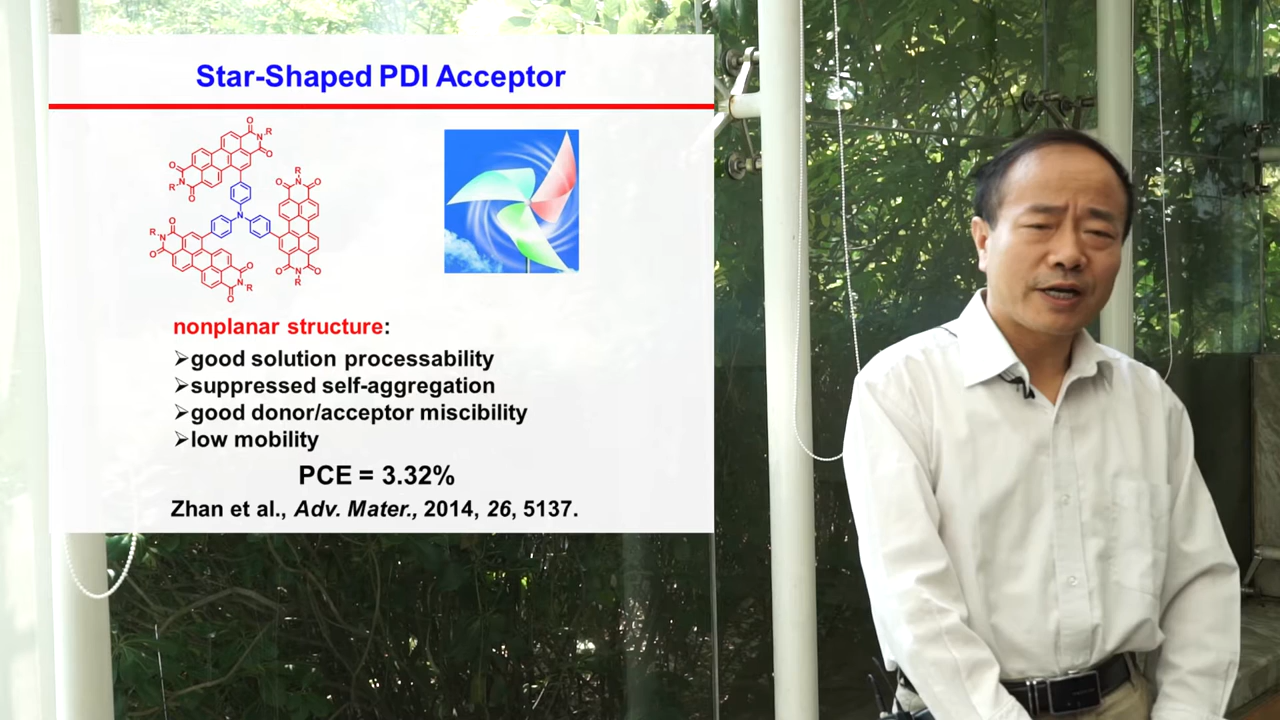 Star-Shaped PDI Acceptor
O
N-R
O
O
R-N
O
R
O N O
N
R
N
O
O
O
N-R
O
O N O
R
nonplanar structure:
➢good solution processability
➢suppressed self-aggregation
➢good donor/acceptor miscibility
➢low mobility
PCE = 3.32%
Zhan et al., Adv. Mater., 2014, 26, 5137.